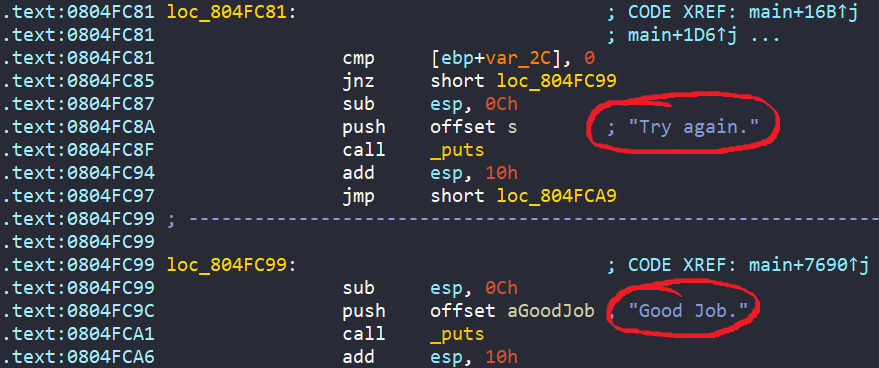 .text:0804FC81 loc_804FC81: ; CODE XREF: main+16B↑j
.text:0804FC81 ; main+1D6↑j ...
.text:0804FC81 cmp [ebp+var_2C], 0
.text:0804FC85 jnz short loc_804FC99
.text:0804FC87 sub esp, 0Ch
.text:0804FC8A push offset s ; "Try again."
.text:0804FC8F call _puts
.text:0804FC94 add esp, 10h
.text:0804FC97 jmp short loc_804FCA9
.text:0804FC99 ; ---------------------------------------------------------------------------
.text:0804FC99
.text:0804FC99 loc_804FC99: ; CODE XREF: main+7690↑j
.text:0804FC99 sub esp, 0Ch
.text:0804FC9C push offset aGoodJob ; "Good Job."
.text:0804FCA1 call _puts
.text:0804FCA6 add esp, 10h